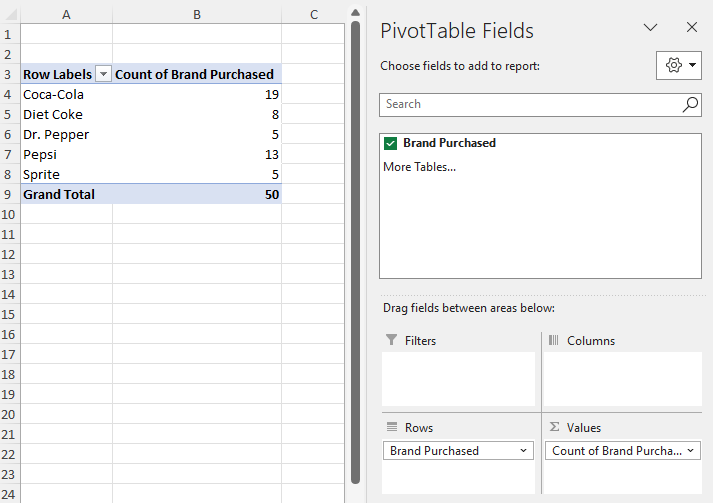 A B C
1
2
3 Row Labels Count of Brand Purchased
4 Coca-Cola 19
5 Diet Coke 8
6 Dr. Pepper 5
7 Pepsi 13
8 Sprite 5
9 Grand Total 50
10
11
12
13
14
15
16
17
18
19
20
21
22
23
24
PivotTable Fields
Choose fields to add to report:
Search
Brand Purchased
More Tables...
Drag fields between areas below:
Filters
Columns
Rows
Brand Purchased
Σ Values
Count of Brand Purcha...